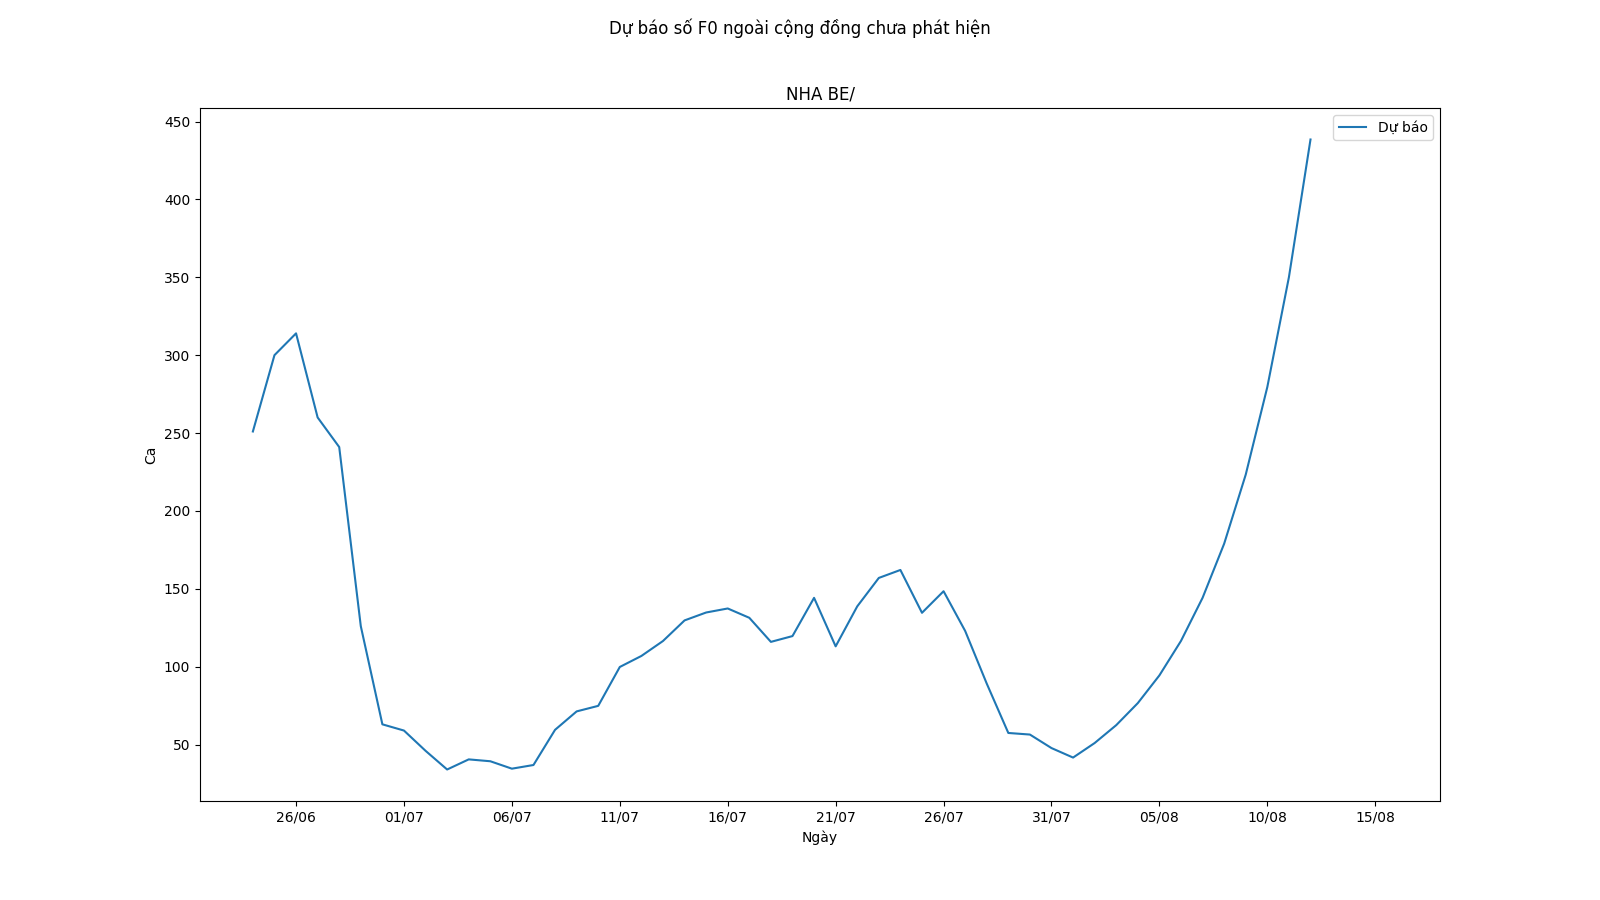 Dự báo số F0 ngoài cộng đồng chưa phát hiện
NHA BE/
Dự báo
450
400
350
300
250
200
150
100
50
Ca
26/06 01/07 06/07 11/07 16/07 21/07 26/07 31/07 05/08 10/08 15/08
Ngày